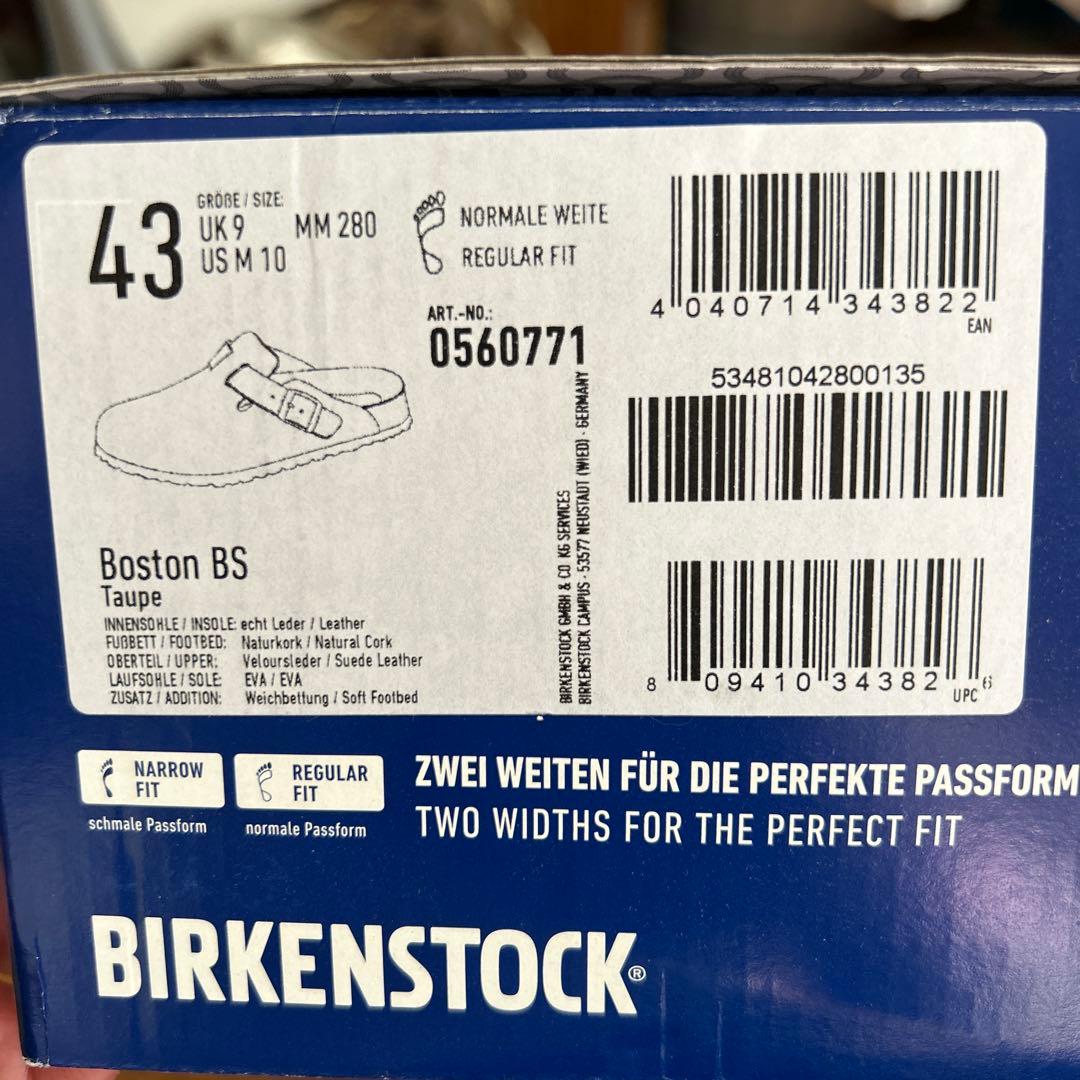 43
GRÖßE / SIZE:
UK 9 MM 280
US M 10
NORMALE WEITE
REGULAR FIT
ART.-NO.:
0560771
4 040714 343822
EAN
53481042800135
8 09410 34382 6
UPC
BIRKENSTOCK GMBH & CO KG SERVICES
BIRKENSTOCK CAMPUS · 53577 NEUSTADT (WIED) · GERMANY
Boston BS
Taupe
INNENSOHLE / INSOLE: echt Leder / Leather
FUßBETT / FOOTBED: Naturkork / Natural Cork
OBERTEIL / UPPER: Veloursleder / Suede Leather
LAUFSOHLE / SOLE: EVA / EVA
ZUSATZ / ADDITION: Weichbettung / Soft Footbed
NARROW
FIT
schmale Passform
REGULAR
FIT
normale Passform
ZWEI WEITEN FÜR DIE PERFEKTE PASSFORM
TWO WIDTHS FOR THE PERFECT FIT
BIRKENSTOCK®